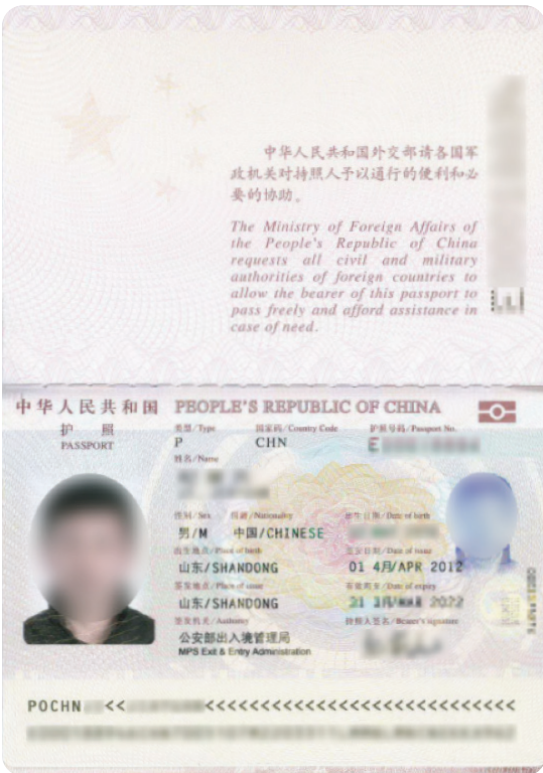 中华人民共和国外交部请各国军
政机关对持照人予以通行的便利和必
要的协助。
The Ministry of Foreign Affairs of
the People's Republic of China
requests all civil and military
authorities of foreign countries to
allow the bearer of this passport to
pass freely and afford assistance in
case of need.
中华人民共和国 PEOPLE'S REPUBLIC OF CHINA
护 照
PASSPORT
类型/Type 国家码/Country Code 护照号码/Passport No.
P CHN E
姓名/Name
性别/Sex 国籍/Nationality 出生日期/Date of birth
男/M 中国/CHINESE
出生地点/Place of birth 签发日期/Date of issue
山东/SHANDONG 01 4月/APR 2012
签发地点/Place of issue 有效期至/Date of expiry
山东/SHANDONG 2022
签发机关/Authority 持照人签名/Bearer's signature
公安部出入境管理局
MPS Exit & Entry Administration
POCHN << <<<<<<<<<<<<<<<<<<<<<<<<<<<<